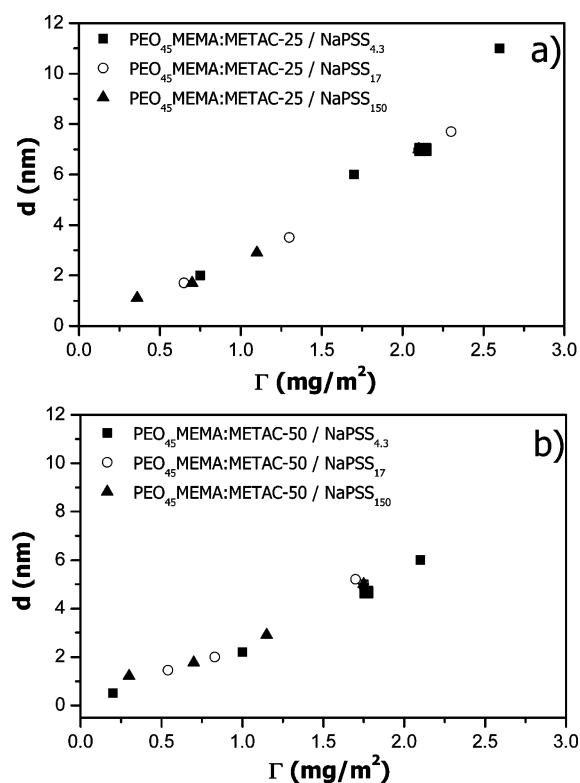 a)
PEO₄₅MEMA:METAC-25 / NaPSS₄.₃
PEO₄₅MEMA:METAC-25 / NaPSS₁₇
PEO₄₅MEMA:METAC-25 / NaPSS₁₅₀
12
10
8
6
4
2
0
d (nm)
0.0 0.5 1.0 1.5 2.0 2.5 3.0
Γ (mg/m²)
b)
PEO₄₅MEMA:METAC-50 / NaPSS₄.₃
PEO₄₅MEMA:METAC-50 / NaPSS₁₇
PEO₄₅MEMA:METAC-50 / NaPSS₁₅₀
12
10
8
6
4
2
0
d (nm)
0.0 0.5 1.0 1.5 2.0 2.5 3.0
Γ (mg/m²)